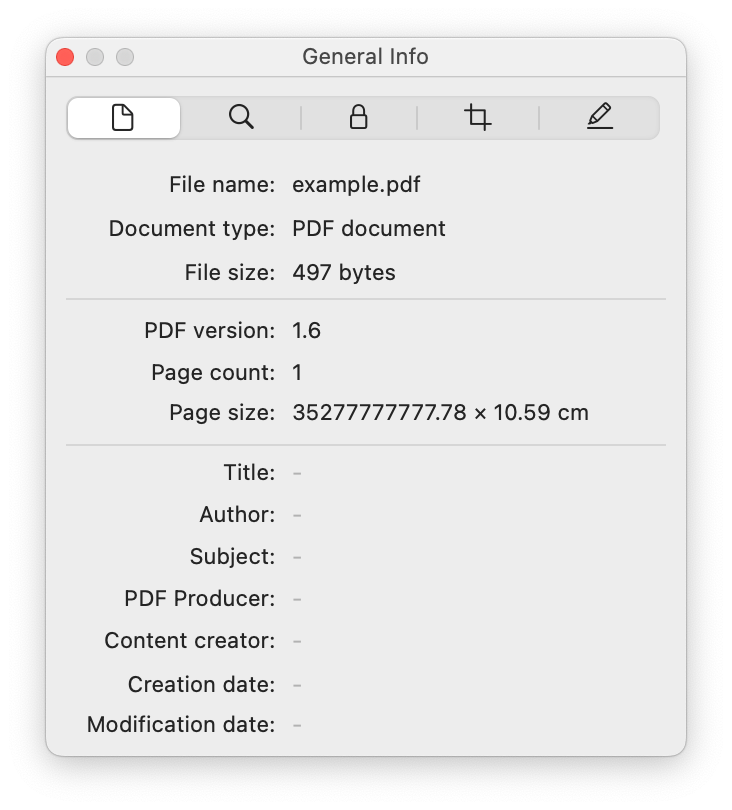 General Info
File name: example.pdf
Document type: PDF document
File size: 497 bytes
PDF version: 1.6
Page count: 1
Page size: 35277777777.78 × 10.59 cm
Title: -
Author: -
Subject: -
PDF Producer: -
Content creator: -
Creation date: -
Modification date: -